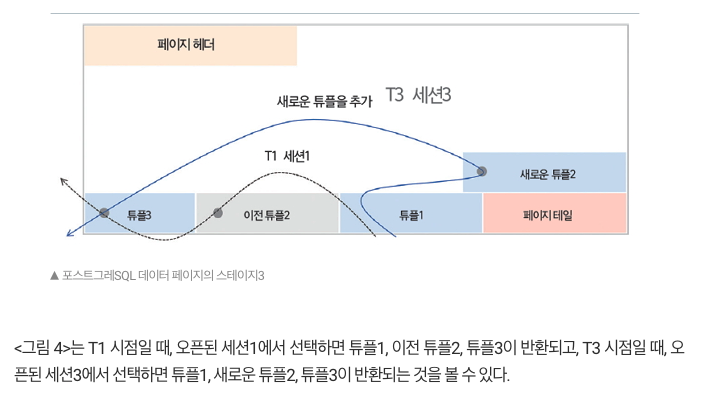 페이지 헤더
새로운 튜플을 추가 T3 세션3
T1 세션1
새로운 튜플2
튜플3 이전 튜플2 튜플1 페이지 테일
▲ 포스트그레SQL 데이터 페이지의 스테이지3
<그림 4>는 T1 시점일 때, 오픈된 세션1에서 선택하면 튜플1, 이전 튜플2, 튜플3이 반환되고, T3 시점일 때, 오
픈된 세션3에서 선택하면 튜플1, 새로운 튜플2, 튜플3이 반환되는 것을 볼 수 있다.